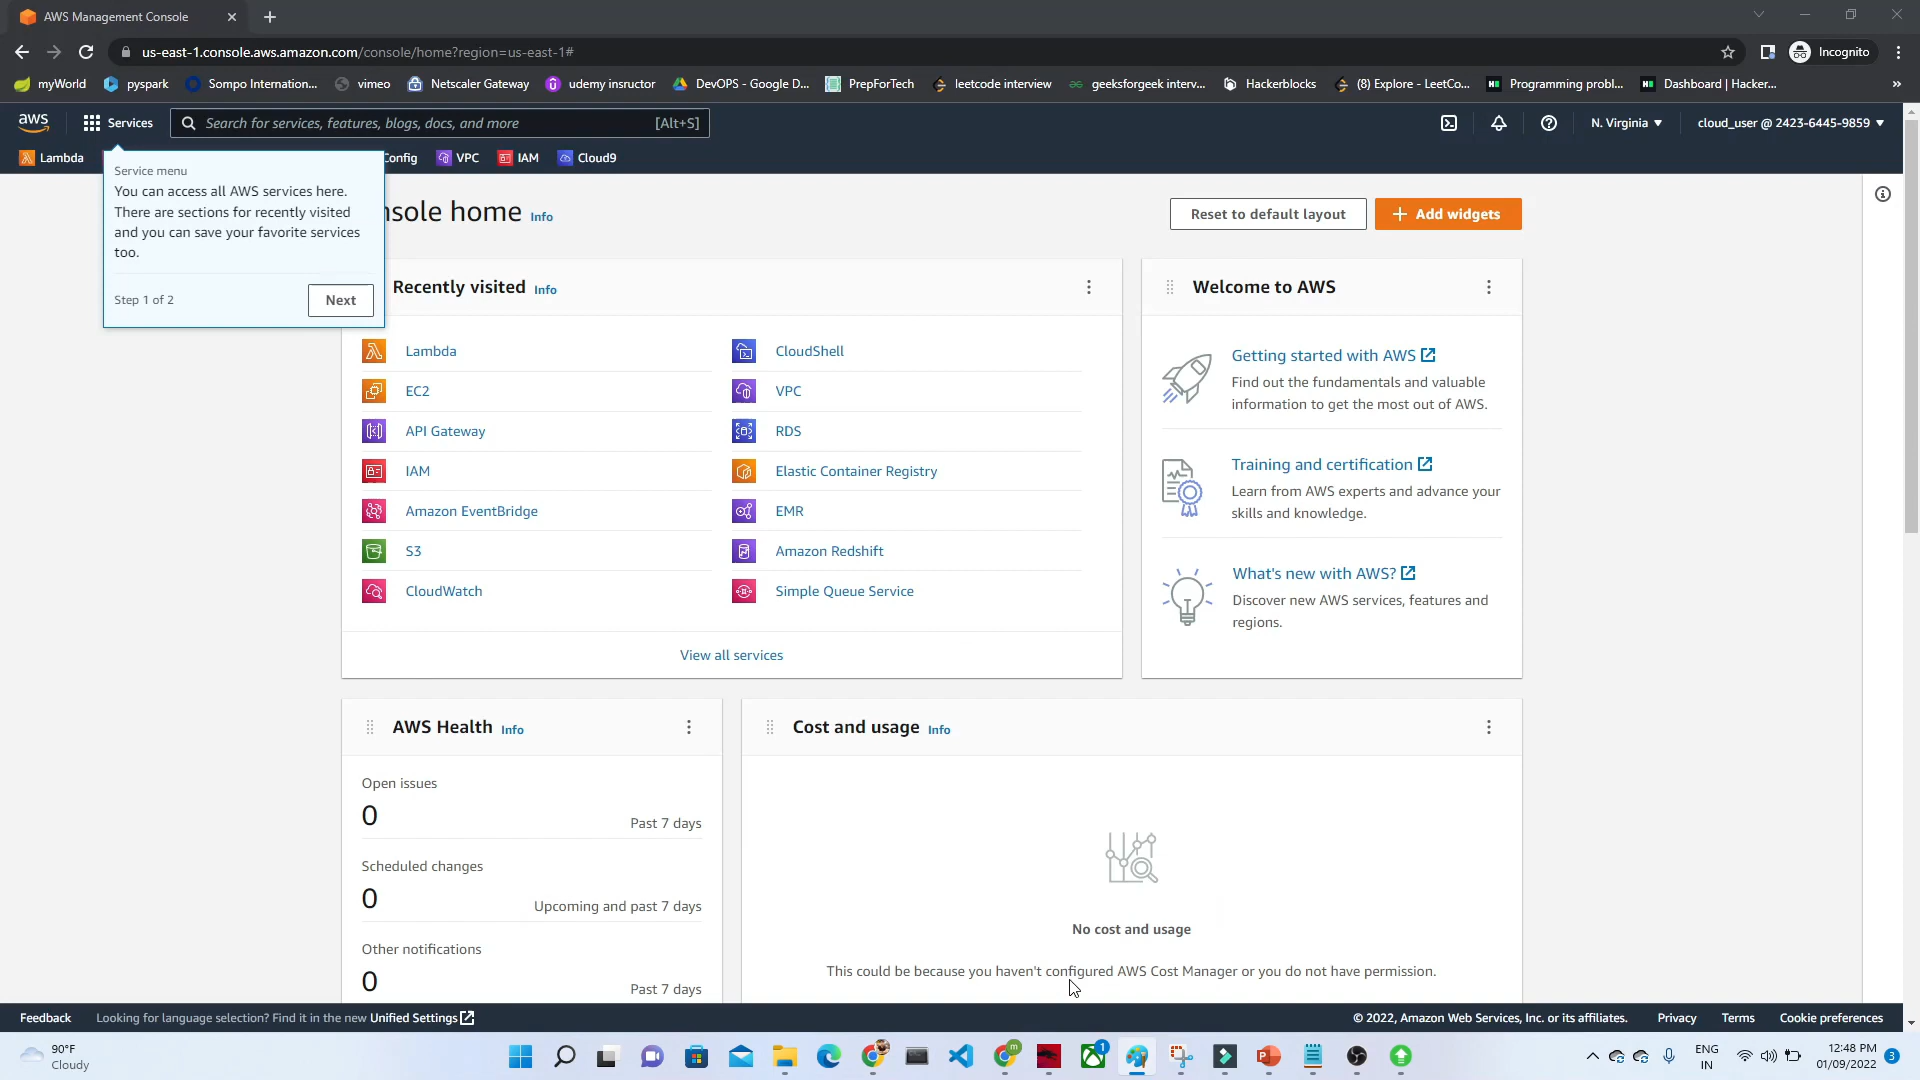 AWS Management Console
us-east-1.console.aws.amazon.com/console/home?region=us-east-1#
Incognito
myWorld
pyspark
Sompo Internation...
vimeo
Netscaler Gateway
udemy insructor
DevOPS - Google D...
PrepForTech
leetcode interview
geeksforgeek interv...
Hackerblocks
(8) Explore - LeetCo...
Programming probl...
Dashboard | Hacker...
»
aws
Services
Search for services, features, blogs, docs, and more
[Alt+S]
N. Virginia
cloud_user @ 2423-6445-9859
Lambda
Config
VPC
IAM
Cloud9
Service menu
You can access all AWS services here.
There are sections for recently visited
and you can save your favorite services
too.
Step 1 of 2
Next
nsole home Info
Reset to default layout
Add widgets
Recently visited Info
Lambda
EC2
API Gateway
IAM
Amazon EventBridge
S3
CloudWatch
CloudShell
VPC
RDS
Elastic Container Registry
EMR
Amazon Redshift
Simple Queue Service
View all services
Welcome to AWS
Getting started with AWS
Find out the fundamentals and valuable
information to get the most out of AWS.
Training and certification
Learn from AWS experts and advance your
skills and knowledge.
What's new with AWS?
Discover new AWS services, features and
regions.
AWS Health Info
Open issues
0
Past 7 days
Scheduled changes
0
Upcoming and past 7 days
Other notifications
0
Past 7 days
Cost and usage Info
No cost and usage
This could be because you haven't configured AWS Cost Manager or you do not have permission.
Feedback
Looking for language selection? Find it in the new Unified Settings
© 2022, Amazon Web Services, Inc. or its affiliates.
Privacy
Terms
Cookie preferences
90°F
Cloudy
m
1
ENG
IN
12:48 PM
01/09/2022
3